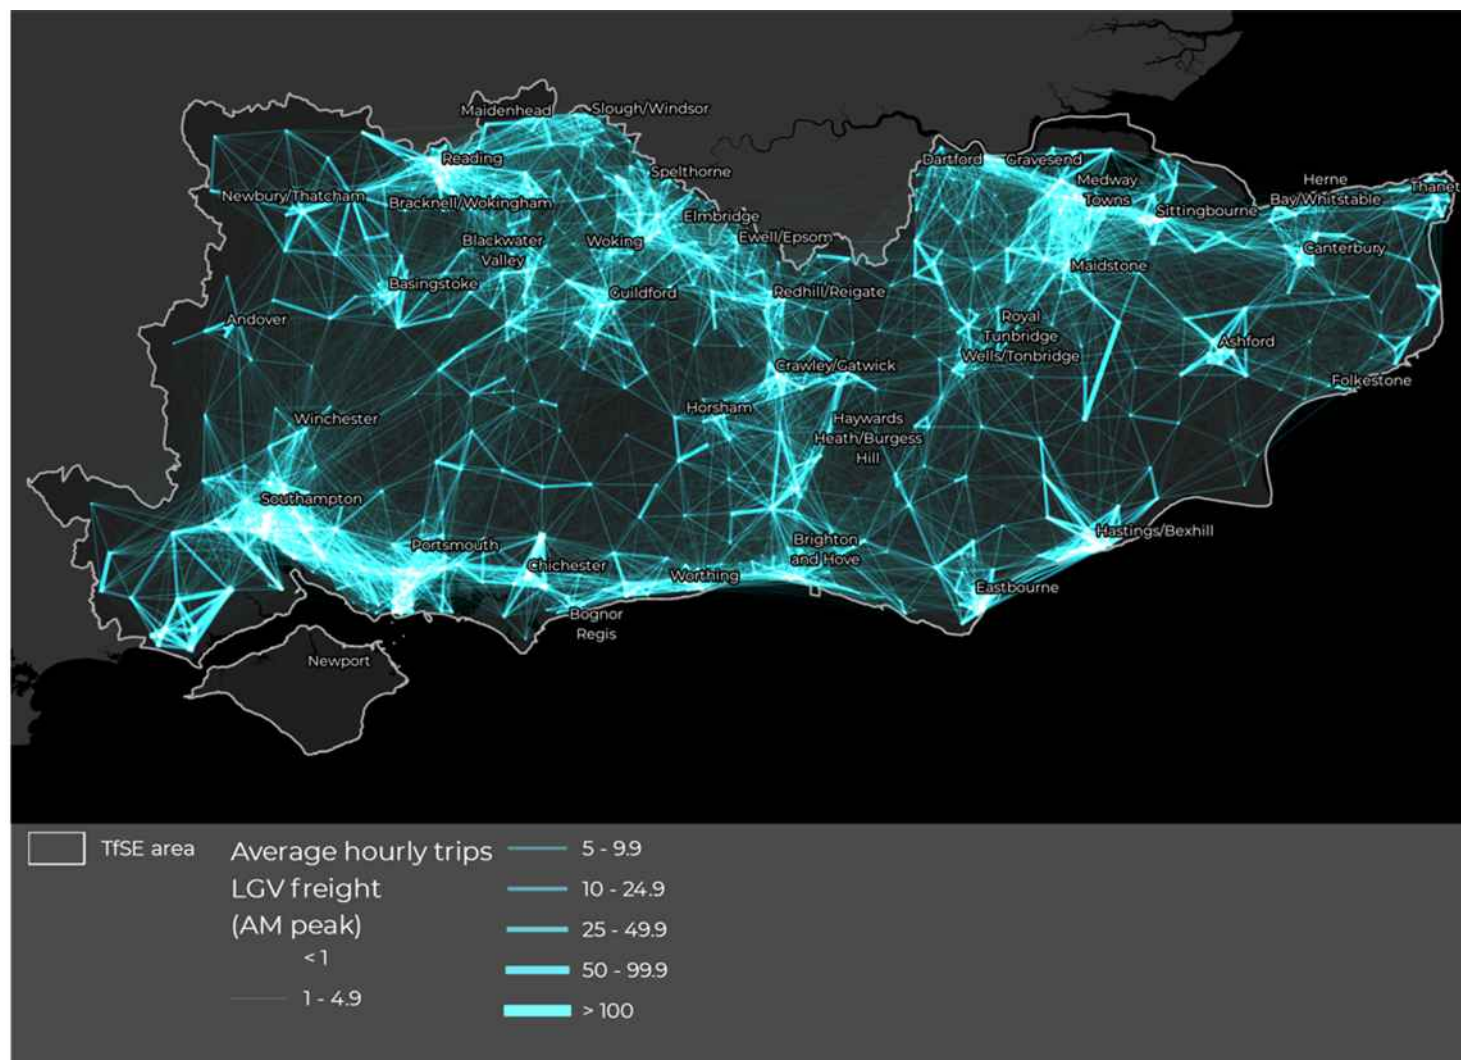 Maidenhead
Slough/Windsor
Reading
Spelthorne
Dartford
Gravesend
Medway
Towns
Herne
Bay/Whitstable
Thanet
Newbury/Thatcham
Bracknell/Wokingham
Elmbridge
Sittingbourne
Blackwater
Valley
Woking
Ewell/Epsom
Canterbury
Maidstone
Basingstoke
Guildford
Redhill/Reigate
Andover
Royal
Tunbridge
Wells/Tonbridge
Ashford
Crawley/Gatwick
Folkestone
Winchester
Horsham
Haywards
Heath/Burgess
Hill
Southampton
Hastings/Bexhill
Portsmouth
Brighton
and Hove
Chichester
Worthing
Eastbourne
Bognor
Regis
Newport
TfSE area
Average hourly trips
LGV freight
(AM peak)
< 1
1 - 4.9
5 - 9.9
10 - 24.9
25 - 49.9
50 - 99.9
> 100